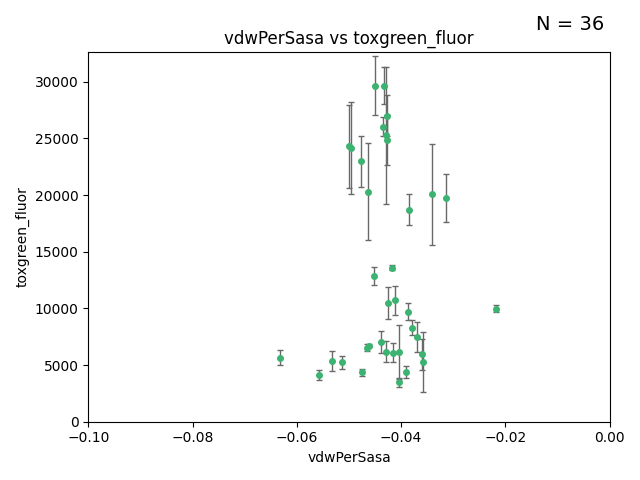 N = 36
vdwPerSasa vs toxgreen_fluor
30000
25000
20000
15000
10000
5000
0
toxgreen_fluor
−0.10 −0.08 −0.06 −0.04 −0.02 0.00
vdwPerSasa